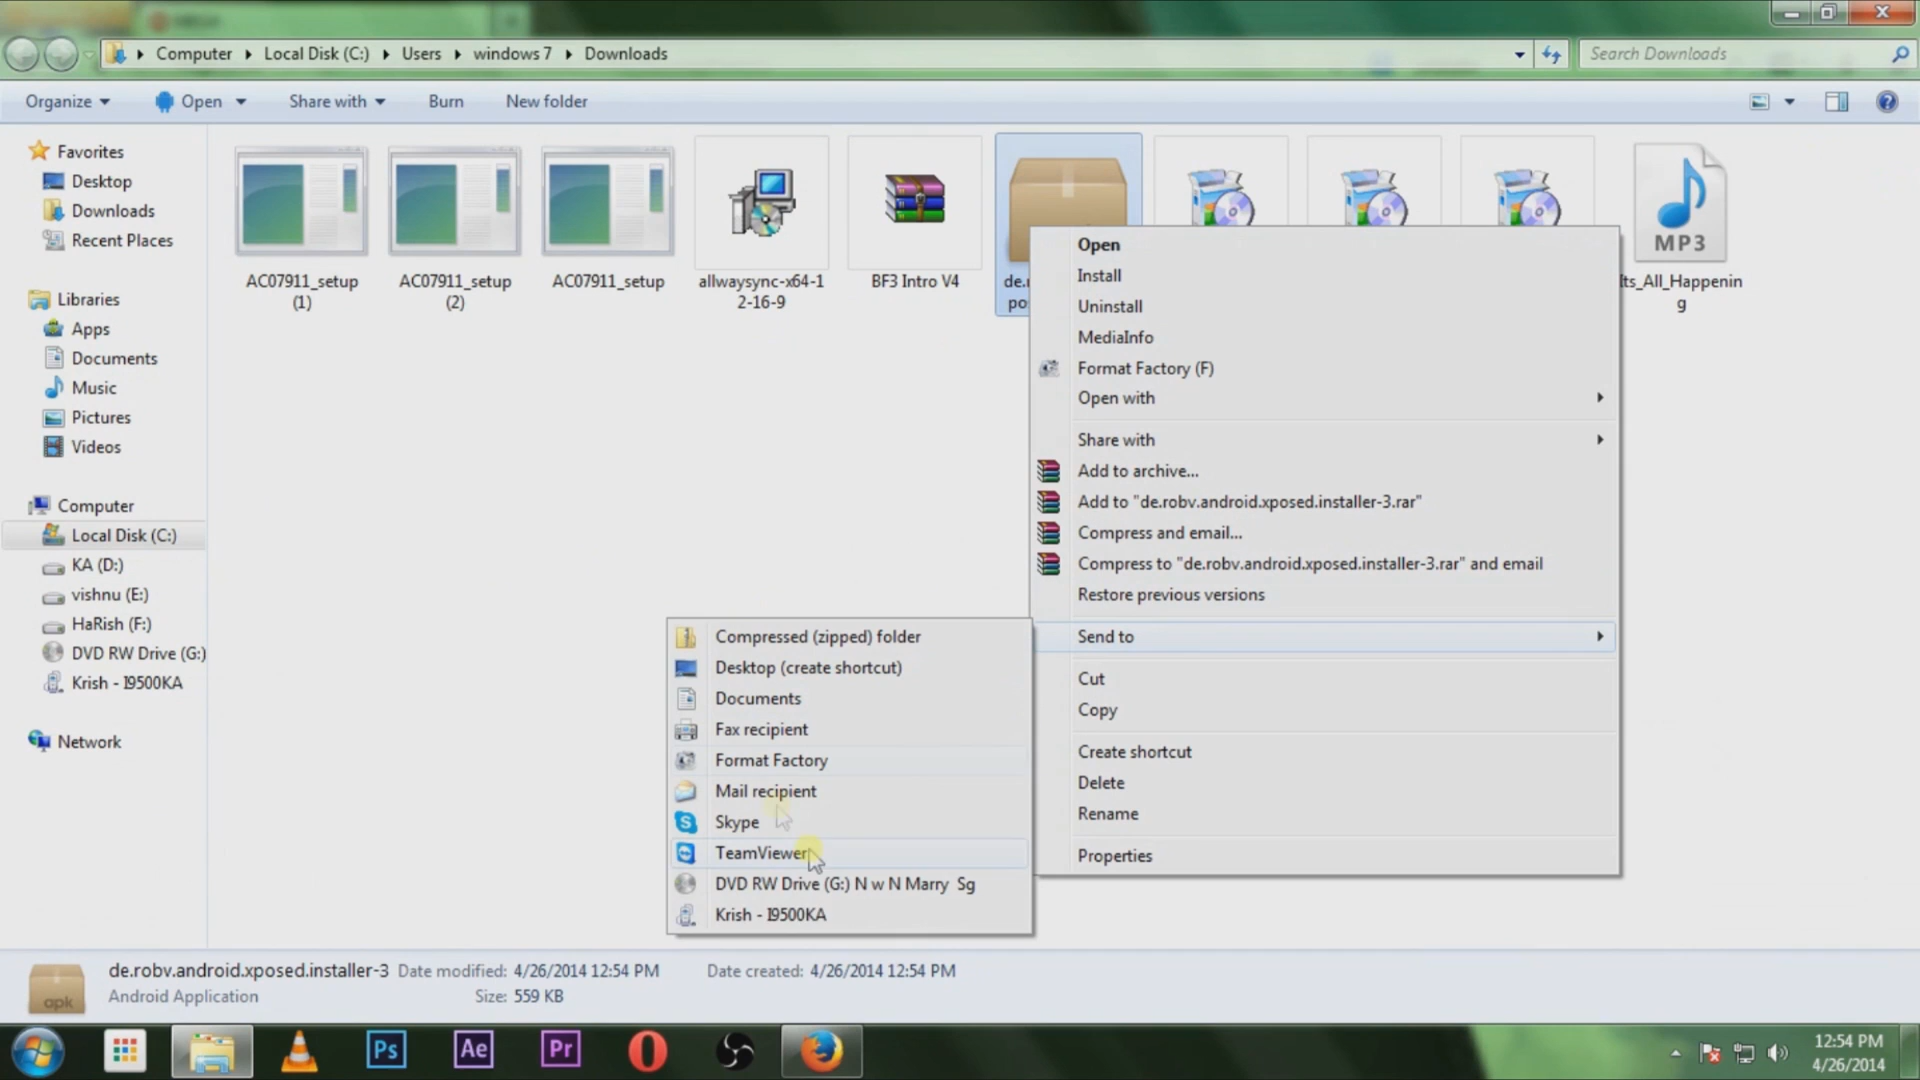 Computer
Local Disk (C:)
Users
windows 7
Downloads
Search Downloads
Organize
Open
Share with
Burn
New folder
Favorites
Desktop
Downloads
Recent Places
Libraries
Apps
Documents
Music
Pictures
Videos
Computer
Local Disk (C:)
KA (D:)
vishnu (E:)
HaRish (F:)
DVD RW Drive (G:)
Krish - I9500KA
Network
AC07911_setup
(1)
AC07911_setup
(2)
AC07911_setup
allwaysync-x64-1
2-16-9
BF3 Intro V4
MP3
Its_All_Happenin
g
Open
Install
Uninstall
MediaInfo
Format Factory (F)
Open with
Share with
Add to archive...
Add to "de.robv.android.xposed.installer-3.rar"
Compress and email...
Compress to "de.robv.android.xposed.installer-3.rar" and email
Restore previous versions
Send to
Cut
Copy
Create shortcut
Delete
Rename
Properties
Compressed (zipped) folder
Desktop (create shortcut)
Documents
Fax recipient
Format Factory
Mail recipient
Skype
TeamViewer
DVD RW Drive (G:) N w N Marry Sg
Krish - I9500KA
apk
de.robv.android.xposed.installer-3 Date modified: 4/26/2014 12:54 PM Date created: 4/26/2014 12:54 PM
Android Application Size: 559 KB
Ps
Ae
Pr
12:54 PM
4/26/2014